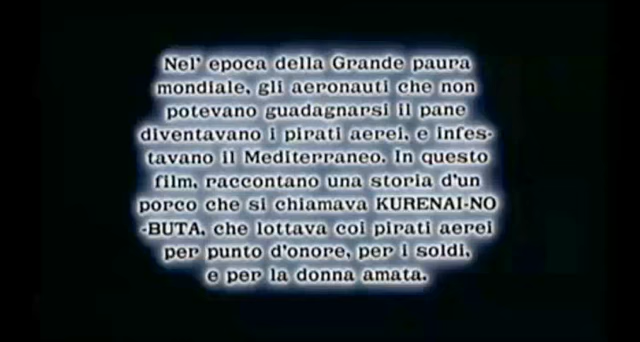 Nel' epoca della Grande paura
mondiale, gli aeronauti che non
potevano guadagnarsi il pane
diventavano i pirati aerei, e infes-
tavano il Mediterraneo. In questo
film, raccontano una storia d'un
porco che si chiamava KURENAI-NO
-BUTA, che lottava coi pirati aerei
per punto d'onore, per i soldi,
e per la donna amata.